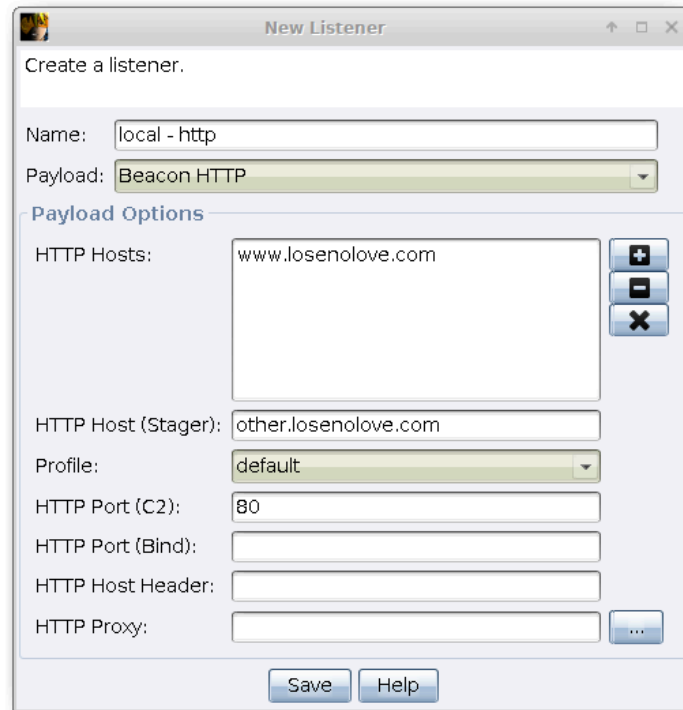 New Listener
Create a listener.
Name: local - http
Payload: Beacon HTTP
Payload Options
HTTP Hosts: www.losenolove.com
HTTP Host (Stager): other.losenolove.com
Profile: default
HTTP Port (C2): 80
HTTP Port (Bind):
HTTP Host Header:
HTTP Proxy: ...
Save Help